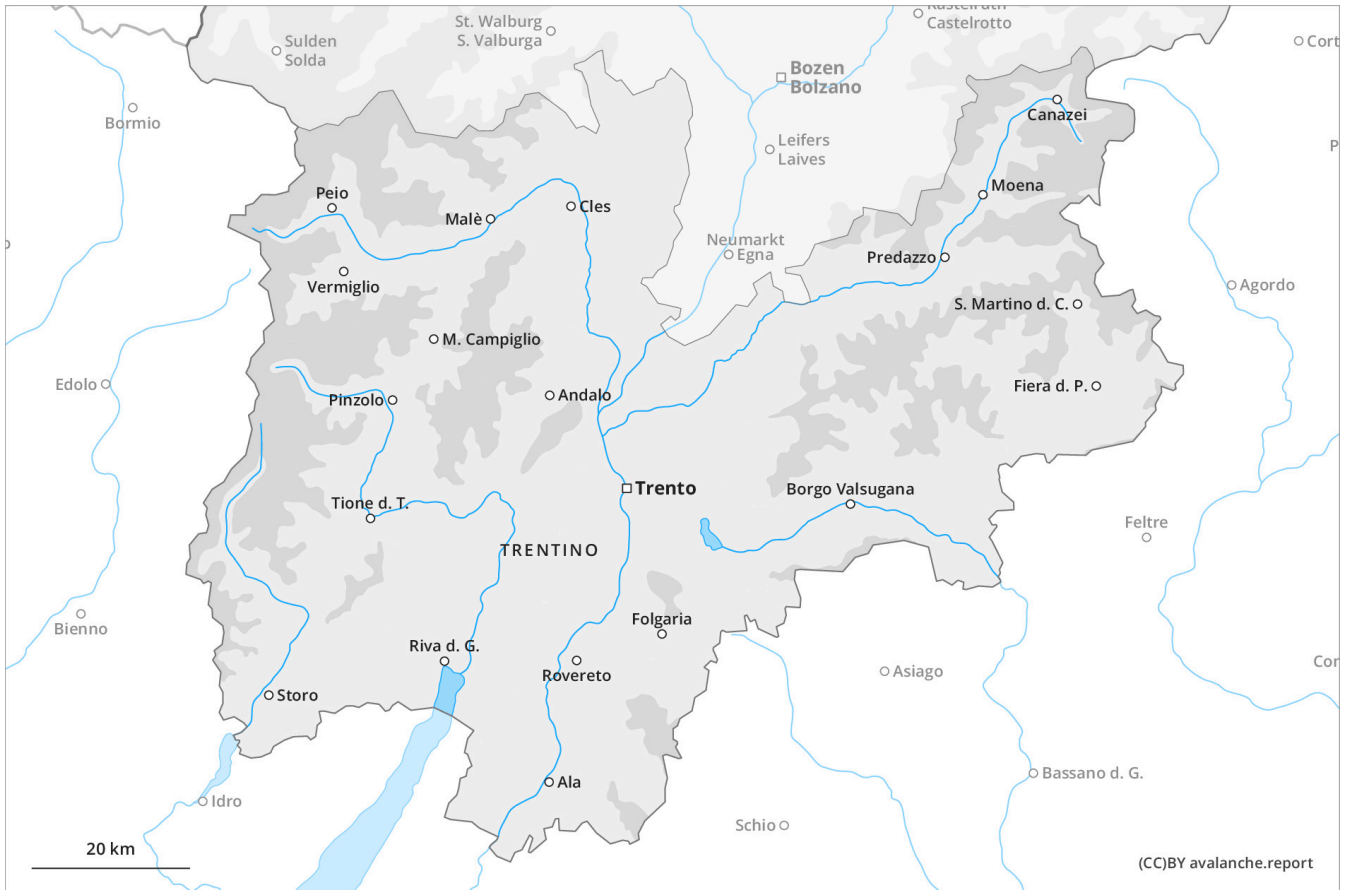 St. Walburg
S. Valburga
Castelrotto
Sulden
Solda
Cort
Bozen
Bolzano
Bormio
Canazei
Leifers
Laives
P
Moena
Peio
Malè
Cles
Neumarkt
Egna
Predazzo
Vermiglio
Agordo
S. Martino d. C.
M. Campiglio
Edolo
Fiera d. P.
Andalo
Pinzolo
Trento
Borgo Valsugana
Tione d. T.
Feltre
TRENTINO
Bienno
Folgaria
Riva d. G.
Rovereto
Asiago
Cor
Storo
Bassano d. G.
Ala
Idro
Schio
20 km
(CC)BY avalanche.report